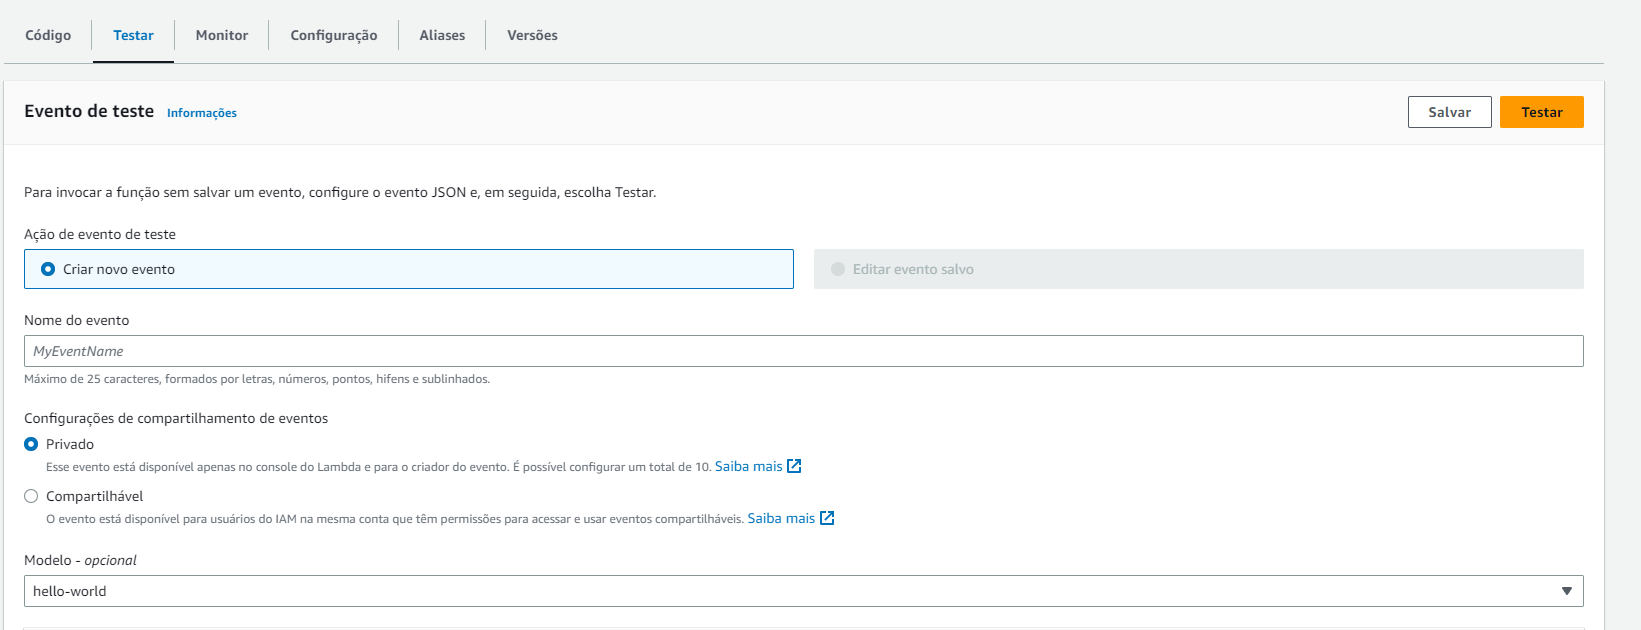 Código Testar Monitor Configuração Aliases Versões
Evento de teste Informações Salvar Testar
Para invocar a função sem salvar um evento, configure o evento JSON e, em seguida, escolha Testar.
Ação de evento de teste
Criar novo evento Editar evento salvo
Nome do evento
MyEventName
Máximo de 25 caracteres, formados por letras, números, pontos, hifens e sublinhados.
Configurações de compartilhamento de eventos
Privado
Esse evento está disponível apenas no console do Lambda e para o criador do evento. É possível configurar um total de 10. Saiba mais
Compartilhável
O evento está disponível para usuários do IAM na mesma conta que têm permissões para acessar e usar eventos compartilháveis. Saiba mais
Modelo - opcional
hello-world